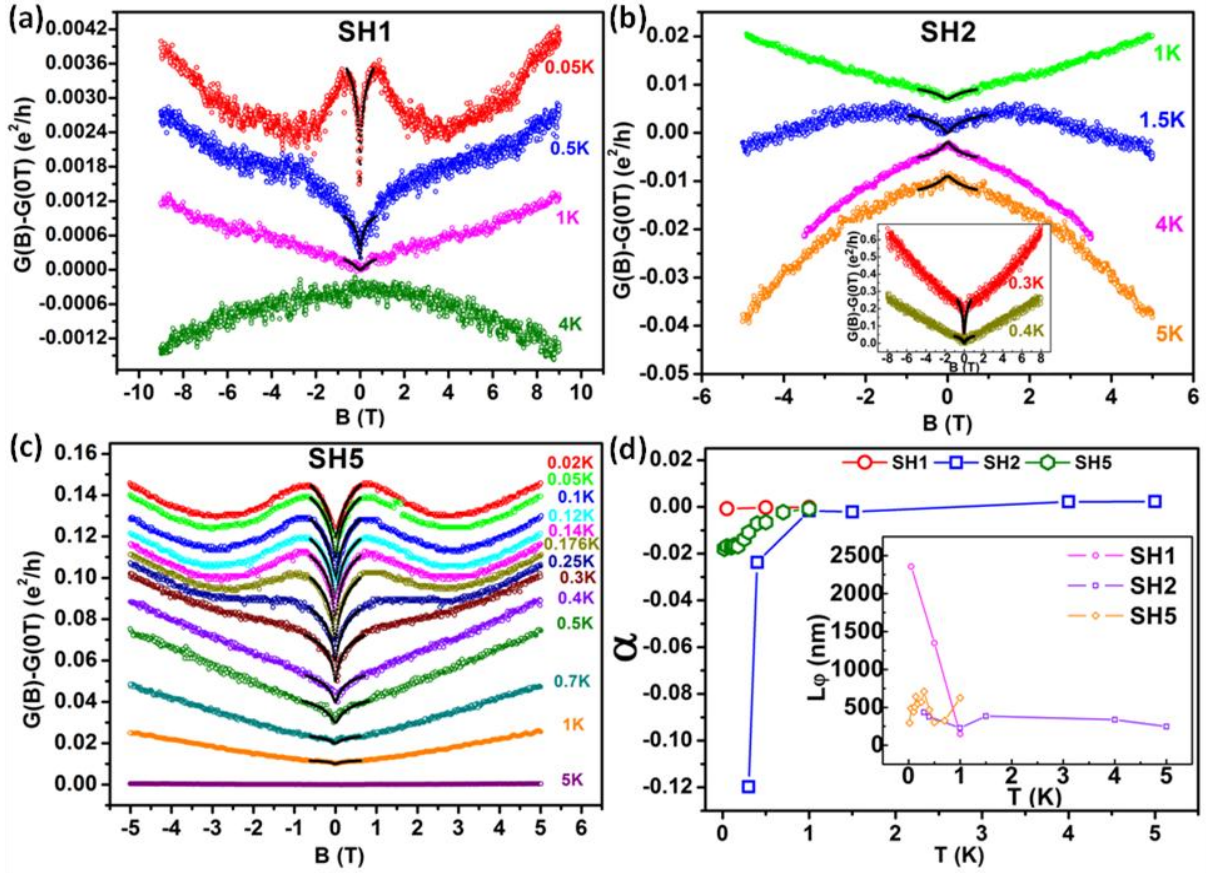 (a)
SH1
G(B)-G(0T) (e²/h)
0.0042
0.0036
0.0030
0.0024
0.0018
0.0012
0.0006
0.0000
-0.0006
-0.0012
0.05K
0.5K
1K
4K
-10 -8 -6 -4 -2 0 2 4 6 8 10
B (T)
(b)
SH2
G(B)-G(0T) (e²/h)
0.02
0.01
0.00
-0.01
-0.02
-0.03
-0.04
-0.05
1K
1.5K
4K
5K
G(B)-G(0T) (e²/h)
0.6
0.5
0.4
0.3
0.2
0.1
0.0
0.3K
0.4K
-8 -6 -4 -2 0 2 4 6 8
B (T)
-6 -4 -2 0 2 4 6
B (T)
(c)
SH5
G(B)-G(0T) (e²/h)
0.16
0.14
0.12
0.10
0.08
0.06
0.04
0.02
0.00
0.02K
0.05K
0.1K
0.12K
0.14K
0.176K
0.25K
0.3K
0.4K
0.5K
0.7K
1K
5K
-5 -4 -3 -2 -1 0 1 2 3 4 5 6
B (T)
(d)
SH1 SH2 SH5
α
0.02
0.00
-0.02
-0.04
-0.06
-0.08
-0.10
-0.12
Lφ (nm)
2500
2250
1750
1500
1250
1000
750
500
250
0
SH1
SH2
SH5
0 1 2 3 4 5
T (K)
0 1 2 3 4 5
T (K)